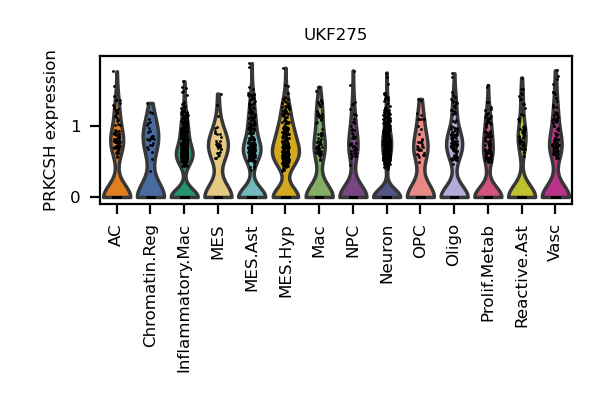 UKF275
PRKCSH expression
1
0
AC
Chromatin.Reg
Inflammatory.Mac
MES
MES.Ast
MES.Hyp
Mac
NPC
Neuron
OPC
Oligo
Prolif.Metab
Reactive.Ast
Vasc